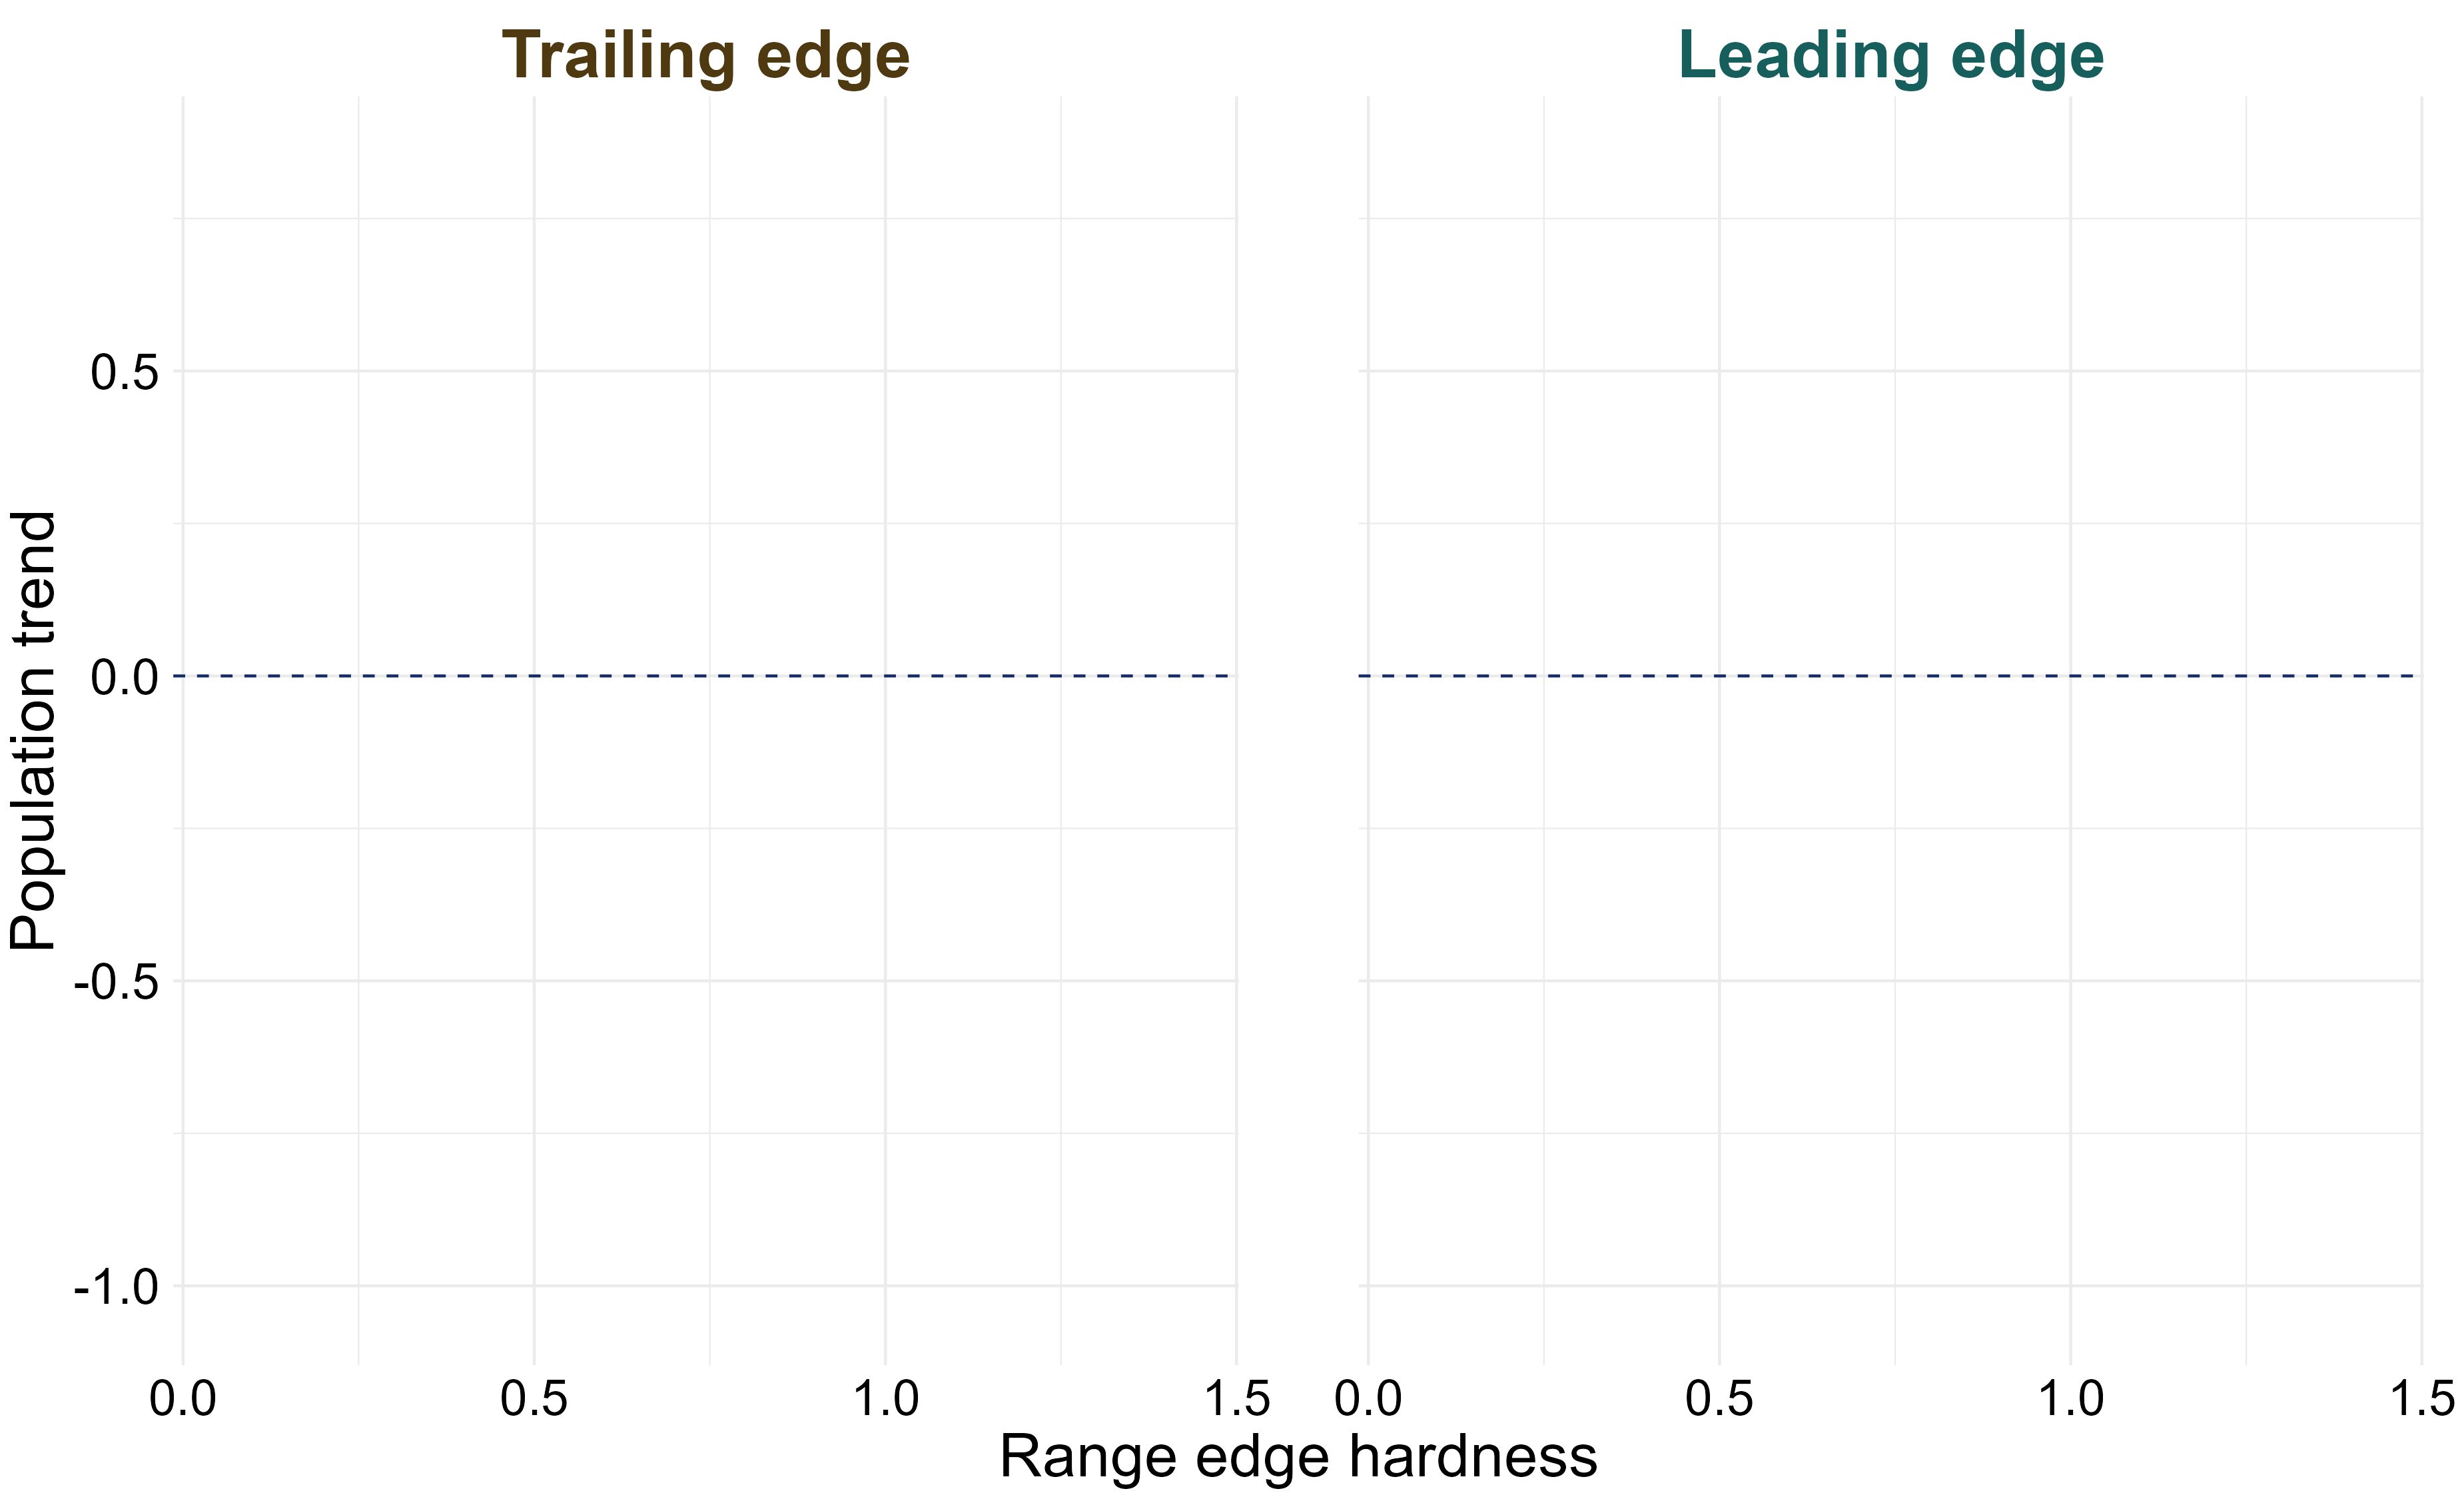 Trailing edge
Leading edge
Population trend
0.5
0.0
-0.5
-1.0
0.0 0.5 1.0 1.5 0.0 0.5 1.0 1.5
Range edge hardness